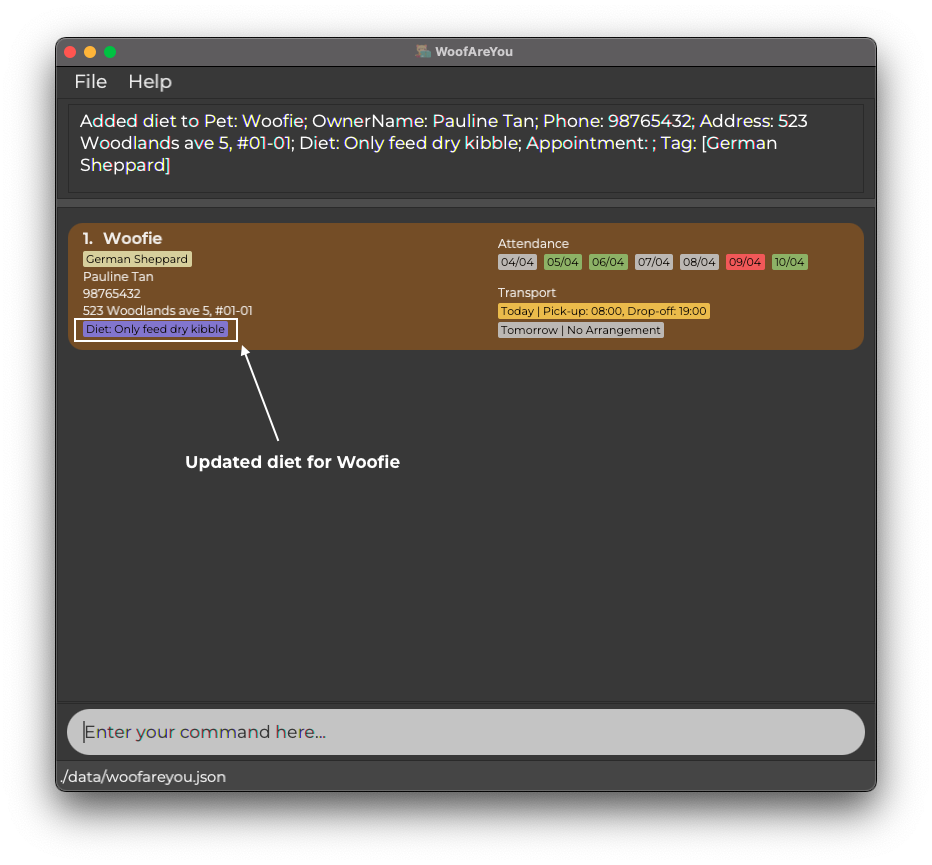 WoofAreYou
File Help
Added diet to Pet: Woofie; OwnerName: Pauline Tan; Phone: 98765432; Address: 523
Woodlands ave 5, #01-01; Diet: Only feed dry kibble; Appointment: ; Tag: [German
Sheppard]
1. Woofie
German Sheppard
Pauline Tan
98765432
523 Woodlands ave 5, #01-01
Diet: Only feed dry kibble
Attendance
04/04 05/04 06/04 07/04 08/04 09/04 10/04
Transport
Today | Pick-up: 08:00, Drop-off: 19:00
Tomorrow | No Arrangement
Updated diet for Woofie
Enter your command here...
./data/woofareyou.json